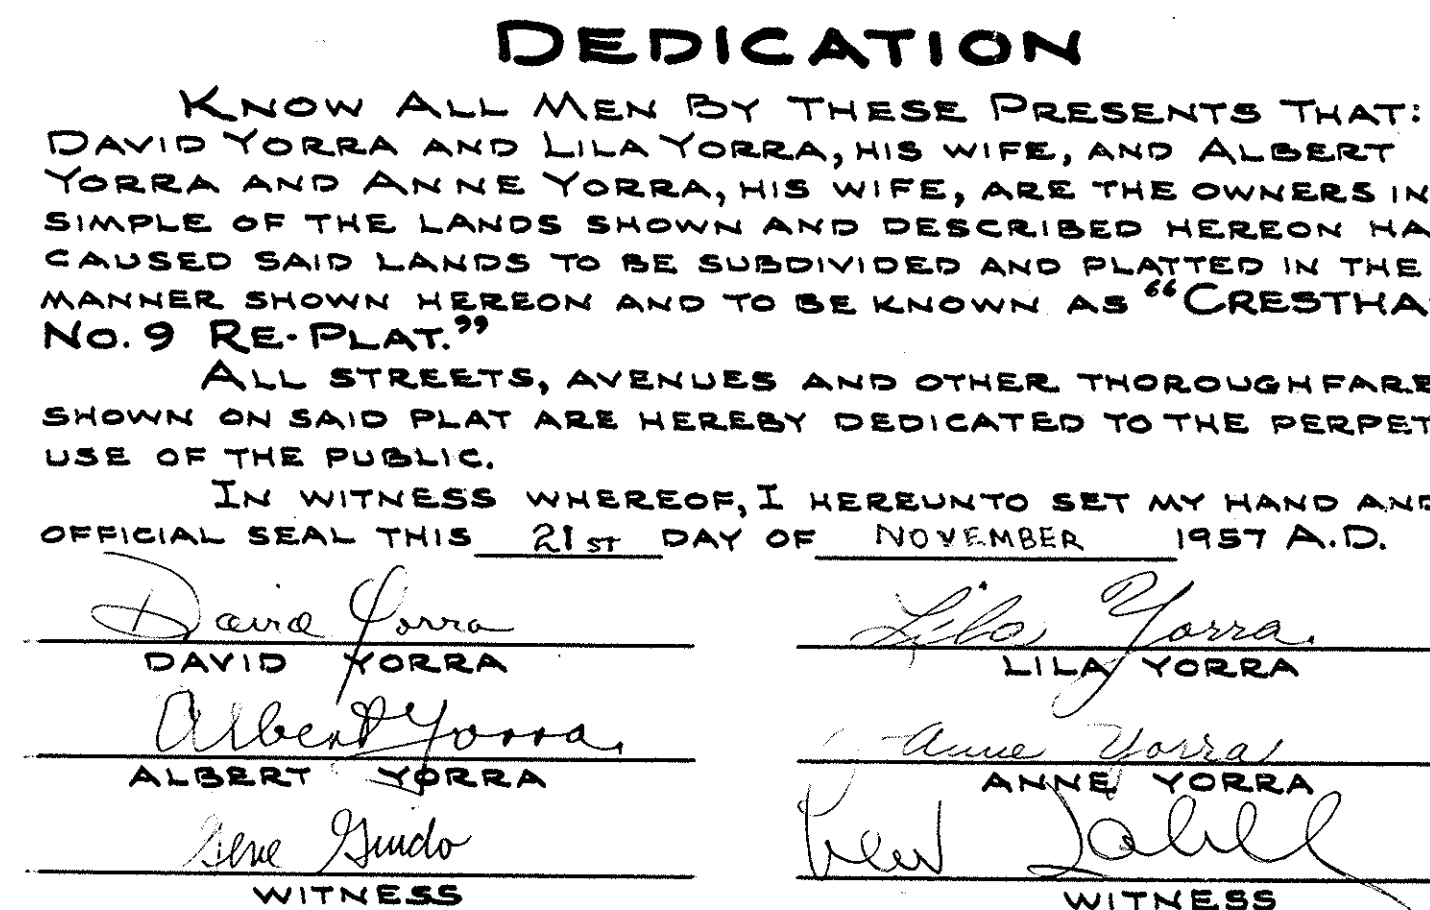 DEDICATION
KNOW ALL MEN BY THESE PRESENTS THAT:
DAVID YORRA AND LILA YORRA, HIS WIFE, AND ALBERT
YORRA AND ANNE YORRA, HIS WIFE, ARE THE OWNERS IN
SIMPLE OF THE LANDS SHOWN AND DESCRIBED HEREON HA
CAUSED SAID LANDS TO BE SUBDIVIDED AND PLATTED IN THE
MANNER SHOWN HEREON AND TO BE KNOWN AS “CRESTHA
NO. 9 RE-PLAT.”
ALL STREETS, AVENUES AND OTHER THOROUGHFARE
SHOWN ON SAID PLAT ARE HEREBY DEDICATED TO THE PERPET
USE OF THE PUBLIC.
IN WITNESS WHEREOF, I HEREUNTO SET MY HAND AND
OFFICIAL SEAL THIS 21ST DAY OF NOVEMBER 1957 A.D.
David Yorra Lila Yorra
DAVID YORRA LILA YORRA
Albert Yorra Anne Yorra
ALBERT YORRA ANNE YORRA
Gene Guido
WITNESS WITNESS